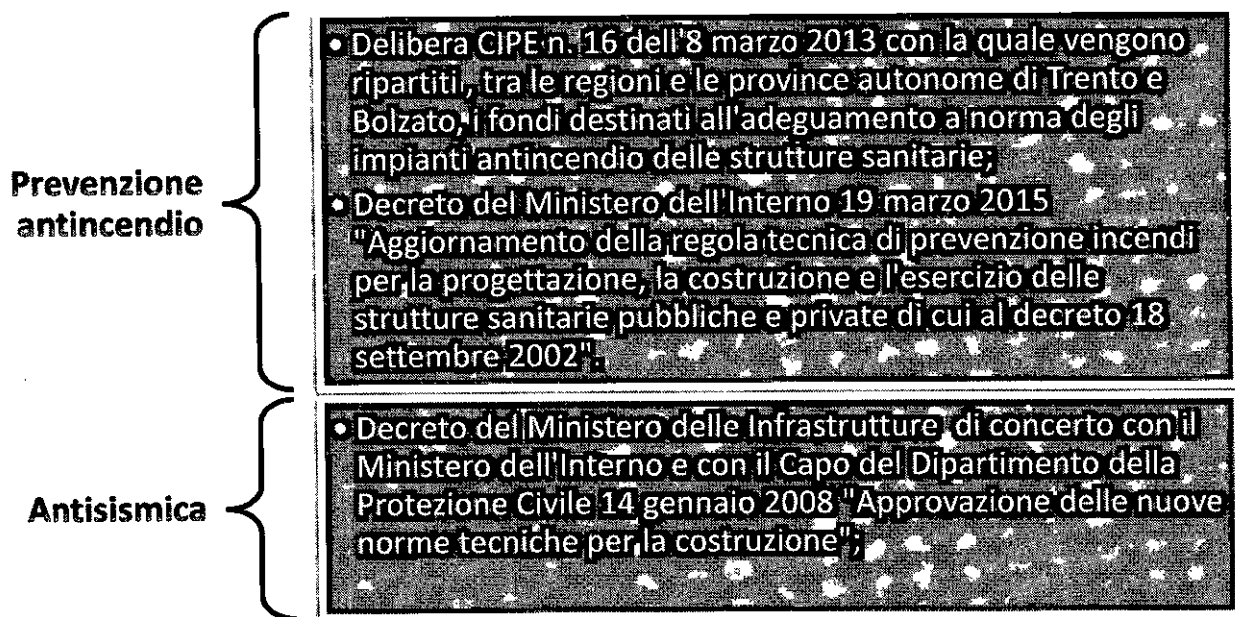 Prevenzione
antincendio
• Delibera CIPE n. 16 dell'8 marzo 2013 con la quale vengono
ripartiti, tra le regioni e le province autonome di Trento e
Bolzato, i fondi destinati all'adeguamento a norma degli
impianti antincendio delle strutture sanitarie;
• Decreto del Ministero dell'Interno 19 marzo 2015
"Aggiornamento della regola tecnica di prevenzione incendi
per la progettazione, la costruzione e l'esercizio delle
strutture sanitarie pubbliche e private di cui al decreto 18
settembre 2002".
Antisismica
• Decreto del Ministero delle Infrastrutture di concerto con il
Ministero dell'Interno e con il Capo del Dipartimento della
Protezione Civile 14 gennaio 2008 "Approvazione delle nuove
norme tecniche per la costruzione";